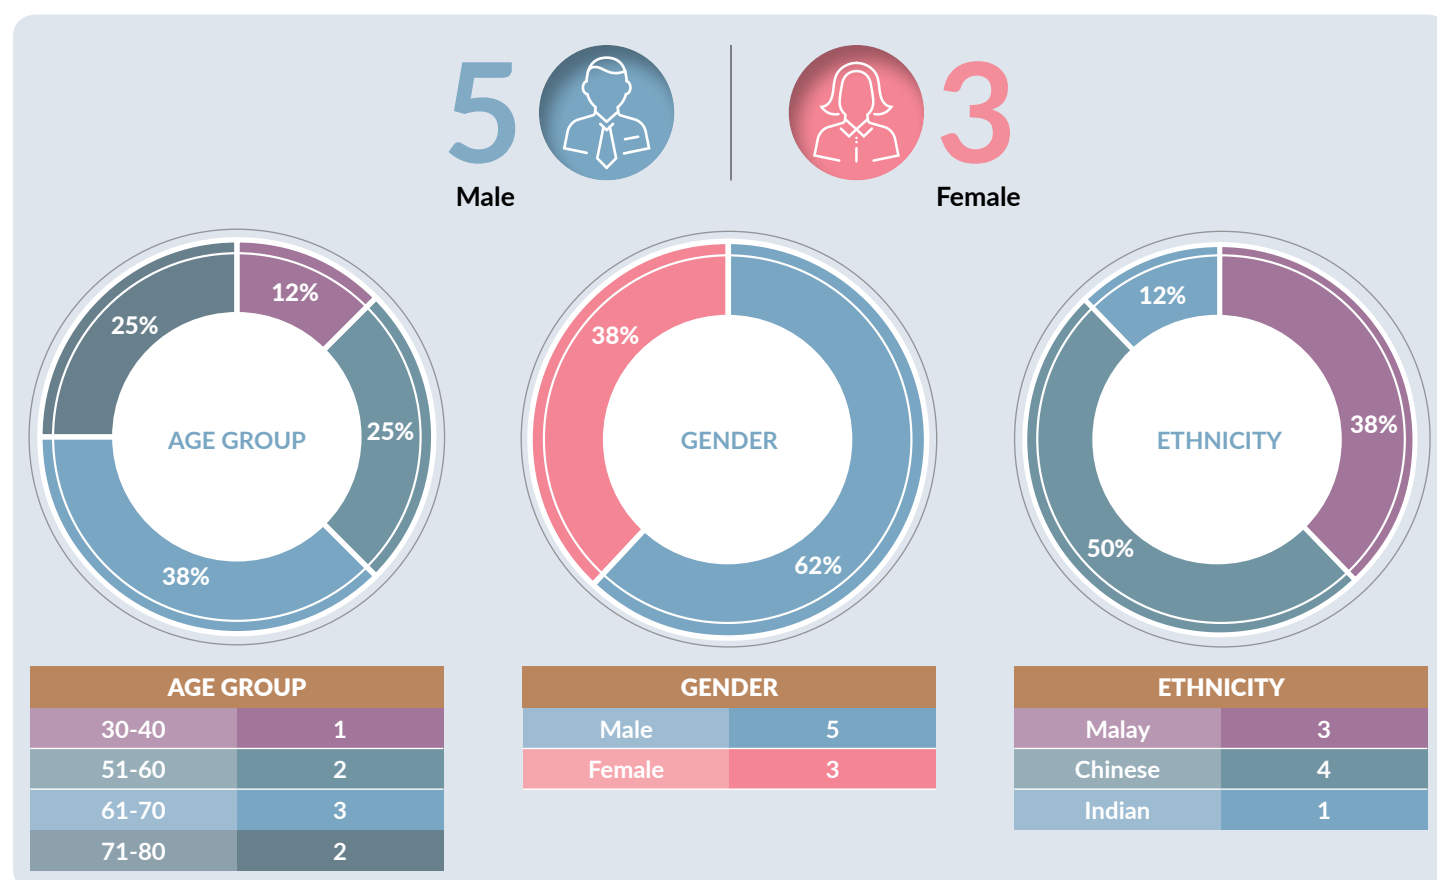 5
3
Male
Female
12%
25%
38%
25%
AGE GROUP
38%
62%
GENDER
12%
38%
50%
ETHNICITY
AGE GROUP
30-40 1
51-60 2
61-70 3
71-80 2
GENDER
Male 5
Female 3
ETHNICITY
Malay 3
Chinese 4
Indian 1